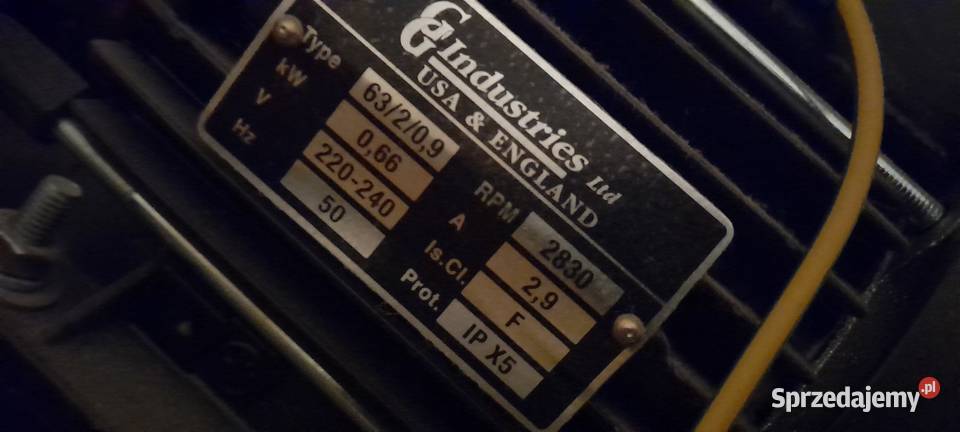 GG Industries Ltd
USA & ENGLAND
Type 63/2/0,9 RPM 2830
kW 0,66 A 2,9
V 220-240 Is.Cl. F
Hz 50 Prot. IP X5
Sprzedajemy.pl